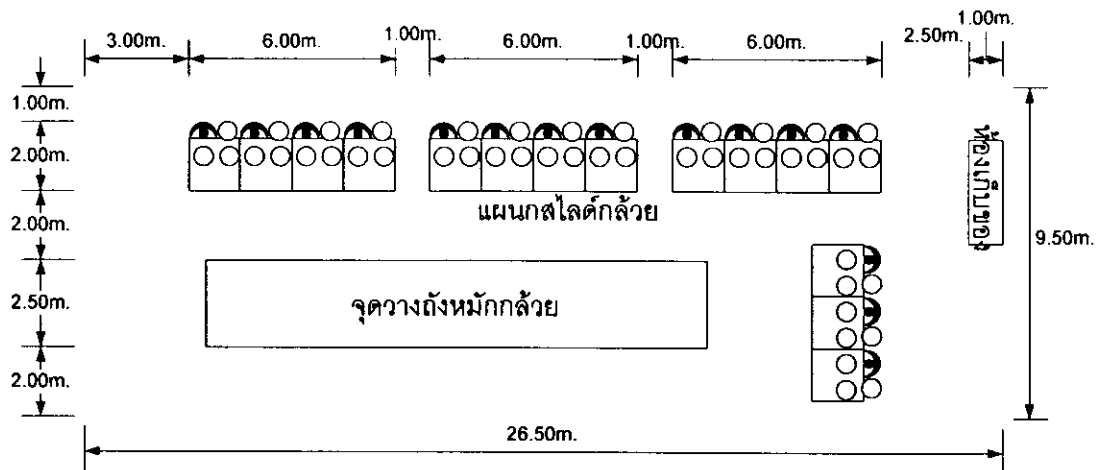 1.00m.
3.00m. 6.00m. 1.00m. 6.00m. 1.00m. 6.00m. 2.50m.
1.00m.
2.00m.
แผนกสไลด์กล้วย
ห้องเก็บของ
2.00m.
9.50m.
2.50m.
จุดวางถังหมักกล้วย
2.00m.
26.50m.